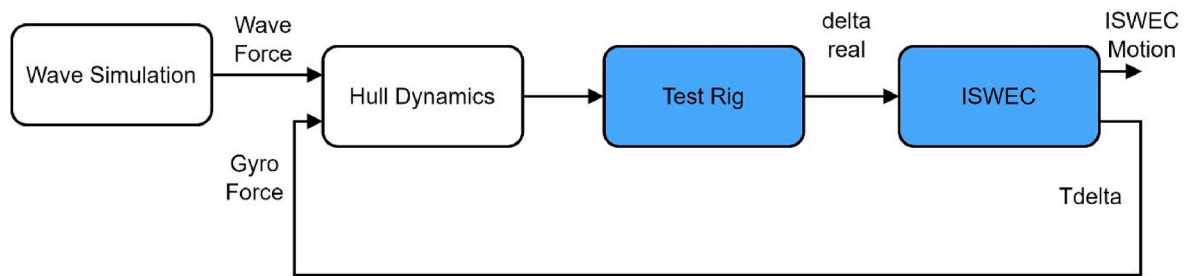 Wave
Force
Wave Simulation
Hull Dynamics
Test Rig
delta
real
ISWEC
ISWEC
Motion
Gyro
Force
Tdelta